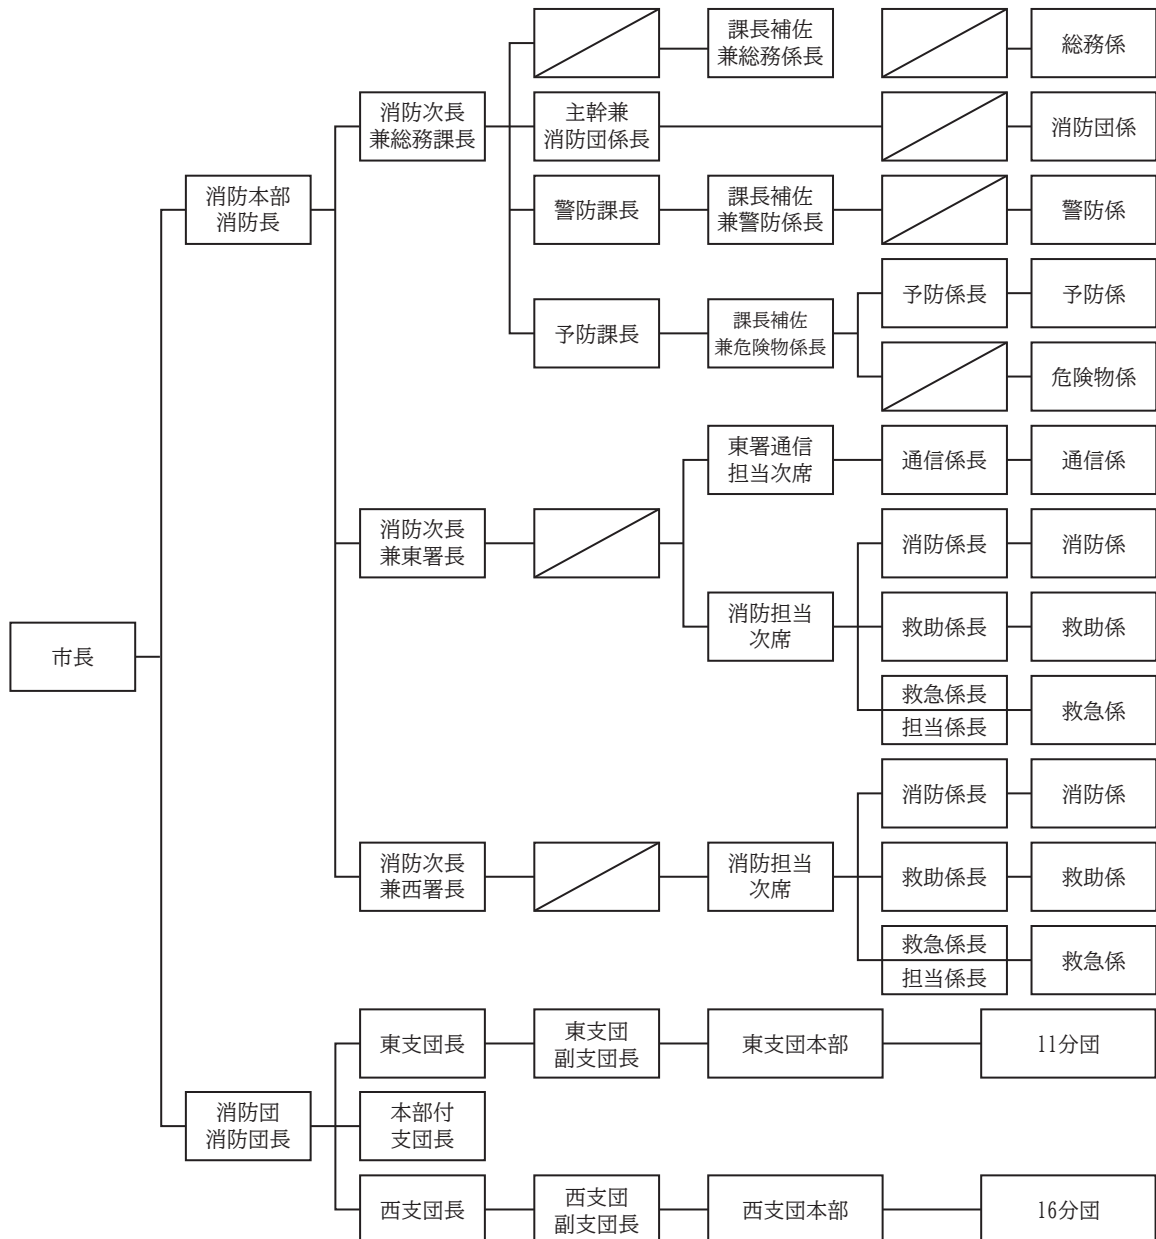 課長補佐
兼総務係長
総務係
消防次長
兼総務課長
主幹兼
消防団係長
消防団係
消防本部
消防長
警防課長
課長補佐
兼警防係長
警防係
予防課長
課長補佐
兼危険物係長
予防係長
予防係
危険物係
東署通信
担当次席
通信係長
通信係
消防次長
兼東署長
消防係長
消防係
市長
消防担当
次席
救助係長
救助係
救急係長
担当係長
救急係
消防係長
消防係
消防次長
兼西署長
消防担当
次席
救助係長
救助係
救急係長
担当係長
救急係
東支団長
東支団
副支団長
東支団本部
11分団
消防団
消防団長
本部付
支団長
西支団長
西支団
副支団長
西支団本部
16分団